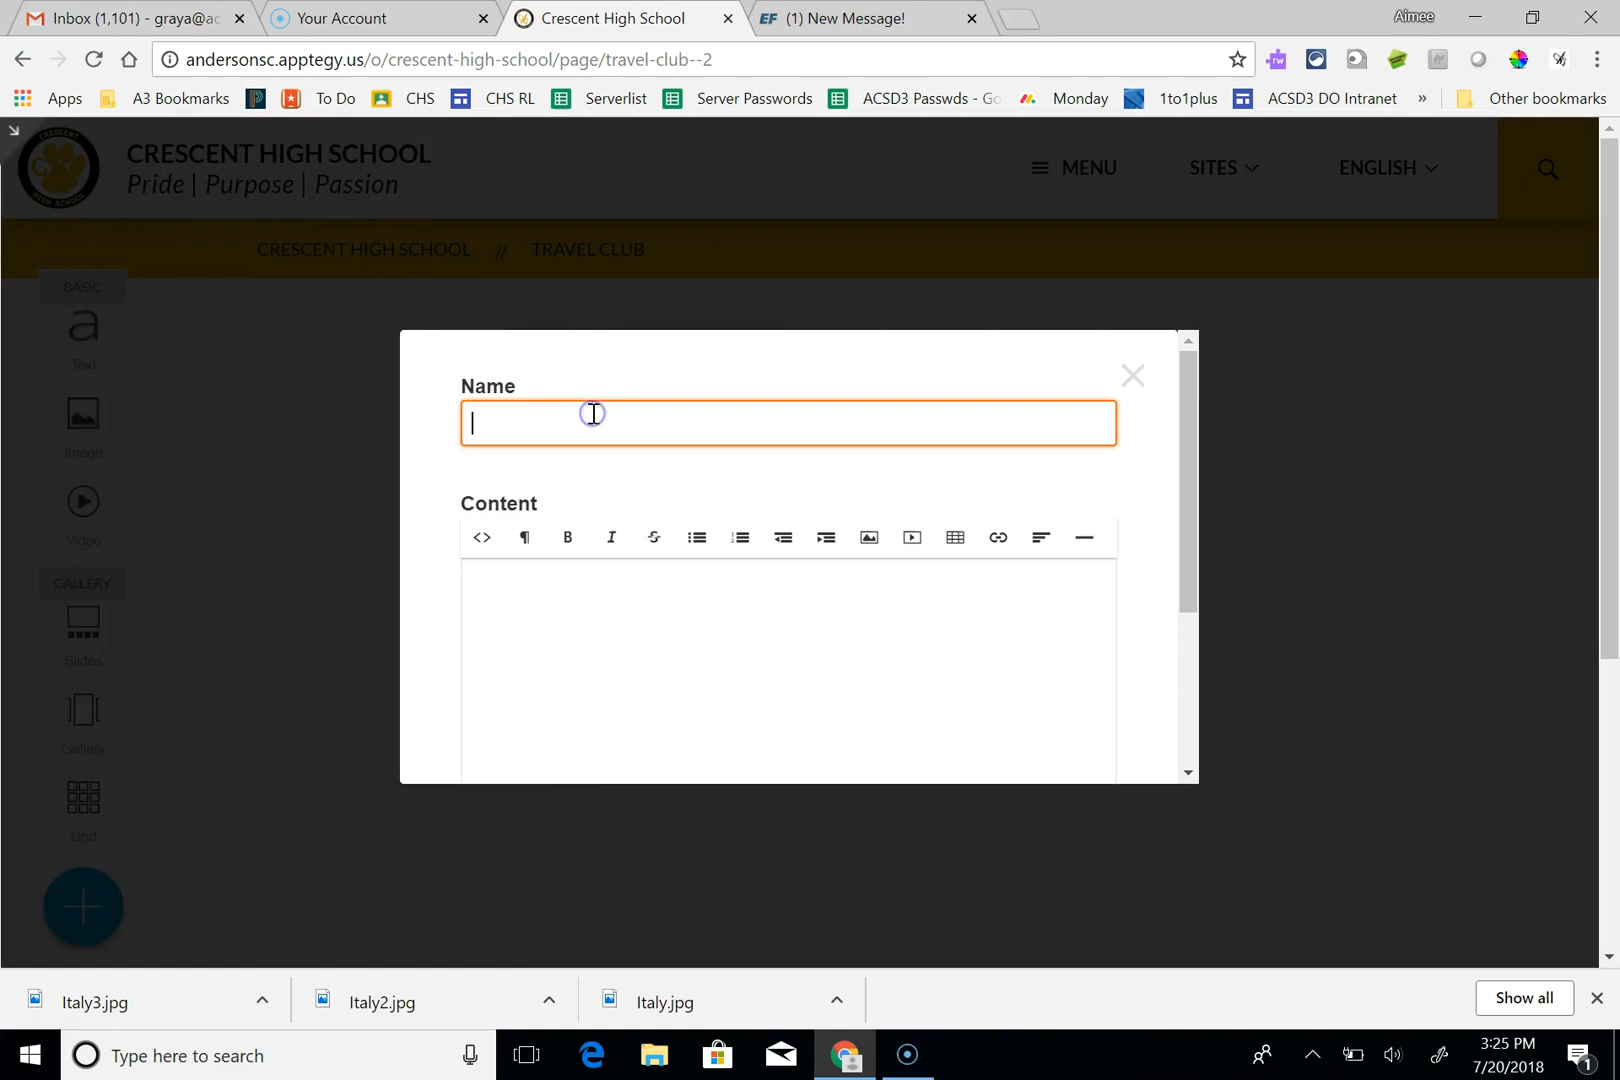 Inbox (1,101) - graya@ac
Your Account
Crescent High School
EF (1) New Message!
Aimee
andersonsc.apptegy.us/o/crescent-high-school/page/travel-club--2
Apps
A3 Bookmarks
To Do
CHS
CHS RL
Serverlist
Server Passwords
ACSD3 Passwds - Go
Monday
1to1plus
ACSD3 DO Intranet
»
Other bookmarks
CRESCENT HIGH SCHOOL
Pride | Purpose | Passion
MENU
SITES
ENGLISH
CRESCENT HIGH SCHOOL // TRAVEL CLUB
BASIC
Text
Image
Video
GALLERY
Slides
Gallery
Grid
Name
Content
Italy3.jpg
Italy2.jpg
Italy.jpg
Show all
Type here to search
3:25 PM
7/20/2018
1